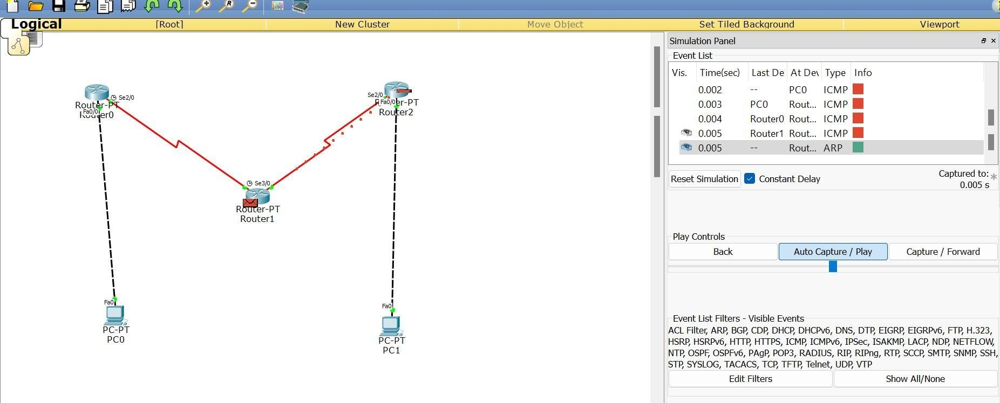 Logical
[Root]
New Cluster
Move Object
Set Tiled Background
Viewport
Se2/0
Router-PT
Fa0/0
Router0
Se2/0
Fa0/0
Router2
Se3/0
Router-PT
Router1
Fa0
PC-PT
PC0
Fa0
PC-PT
PC1
Simulation Panel
Event List
Vis. Time(sec) Last De At Dev Type Info
0.002 -- PC0 ICMP
0.003 PC0 Rout... ICMP
0.004 Router0 Rout... ICMP
0.005 Router1 Rout... ICMP
0.005 -- Rout... ARP
Reset Simulation
Constant Delay
Captured to:
0.005 s
*
Play Controls
Back
Auto Capture / Play
Capture / Forward
Event List Filters - Visible Events
ACL Filter, ARP, BGP, CDP, DHCP, DHCPv6, DNS, DTP, EIGRP, EIGRPv6, FTP, H.323,
HSRP, HSRPv6, HTTP, HTTPS, ICMP, ICMPv6, IPSec, ISAKMP, LACP, NDP, NETFLOW,
NTP, OSPF, OSPFv6, PAgP, POP3, RADIUS, RIP, RIPng, RTP, SCCP, SMTP, SNMP, SSH,
STP, SYSLOG, TACACS, TCP, TFTP, Telnet, UDP, VTP
Edit Filters
Show All/None